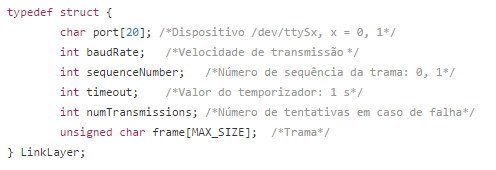 typedef struct {
char port[20]; /*Dispositivo /dev/ttySx, x = 0, 1*/
int baudRate; /*Velocidade de transmissão */
int sequenceNumber; /*Número de sequência da trama: 0, 1*/
int timeout; /*Valor do temporizador: 1 s*/
int numTransmissions; /*Número de tentativas em caso de falha*/
unsigned char frame[MAX_SIZE]; /*Trama*/
} LinkLayer;